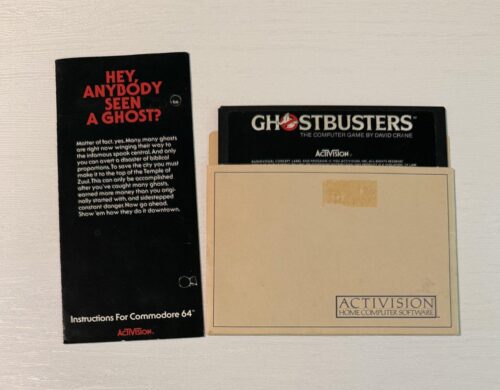 HEY,
ANYBODY
SEEN
A GHOST?
Matter of fact, yes. Many, many ghosts
are right now winging their way to
the infamous spook central. And only
you can avert a disaster of biblical
proportions. To save the city you must
make it to the top of the Temple of
Zuul. This can only be accomplished
after you've caught many ghosts,
earned more money than you orig-
inally started with, and sidestepped
constant danger. Now go ahead.
Show 'em how they do it downtown.
Instructions For Commodore 64™
ACTIVISION
GHOSTBUSTERS
THE COMPUTER GAME BY DAVID CRANE
ACTIVISION
ACTIVISION
HOME COMPUTER SOFTWARE